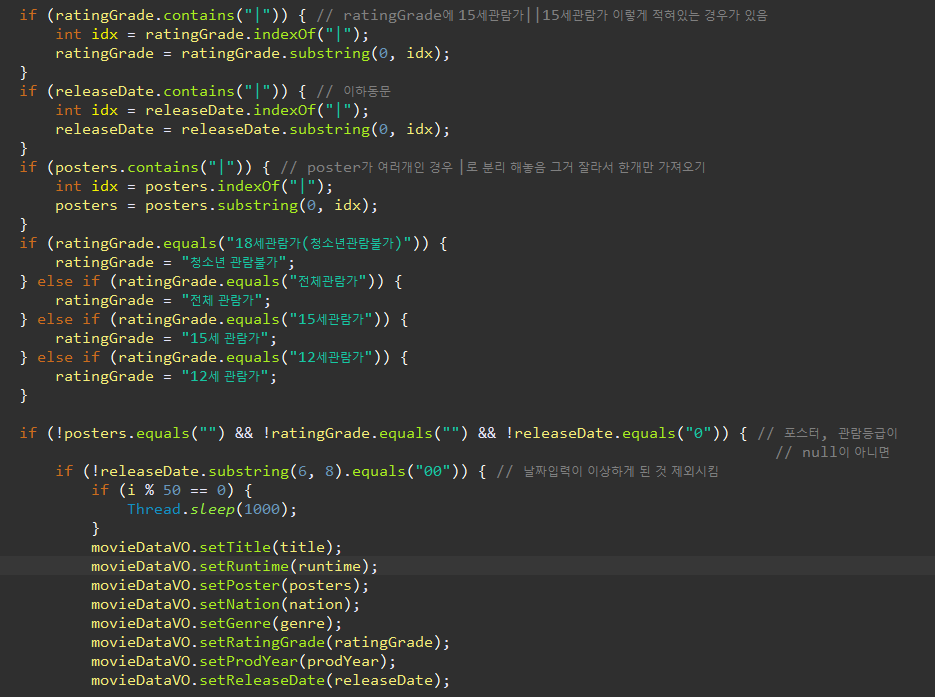 if (ratingGrade.contains("|")) { // ratingGrade에 15세관람가||15세관람가 이렇게 적혀있는 경우가 있음
int idx = ratingGrade.indexOf("|");
ratingGrade = ratingGrade.substring(0, idx);
}
if (releaseDate.contains("|")) { // 이하동문
int idx = releaseDate.indexOf("|");
releaseDate = releaseDate.substring(0, idx);
}
if (posters.contains("|")) { // poster가 여러개인 경우 |로 분리 해놓음 그거 잘라서 한개만 가져오기
int idx = posters.indexOf("|");
posters = posters.substring(0, idx);
}
if (ratingGrade.equals("18세관람가(청소년관람불가)")) {
ratingGrade = "청소년 관람불가";
} else if (ratingGrade.equals("전체관람가")) {
ratingGrade = "전체 관람가";
} else if (ratingGrade.equals("15세관람가")) {
ratingGrade = "15세 관람가";
} else if (ratingGrade.equals("12세관람가")) {
ratingGrade = "12세 관람가";
}
if (!posters.equals("") && !ratingGrade.equals("") && !releaseDate.equals("0")) { // 포스터, 관람등급이
// null이 아니면
if (!releaseDate.substring(6, 8).equals("00")) { // 날짜입력이 이상하게 된 것 제외시킴
if (i % 50 == 0) {
Thread.sleep(1000);
}
movieDataVO.setTitle(title);
movieDataVO.setRuntime(runtime);
movieDataVO.setPoster(posters);
movieDataVO.setNation(nation);
movieDataVO.setGenre(genre);
movieDataVO.setRatingGrade(ratingGrade);
movieDataVO.setProdYear(prodYear);
movieDataVO.setReleaseDate(releaseDate);